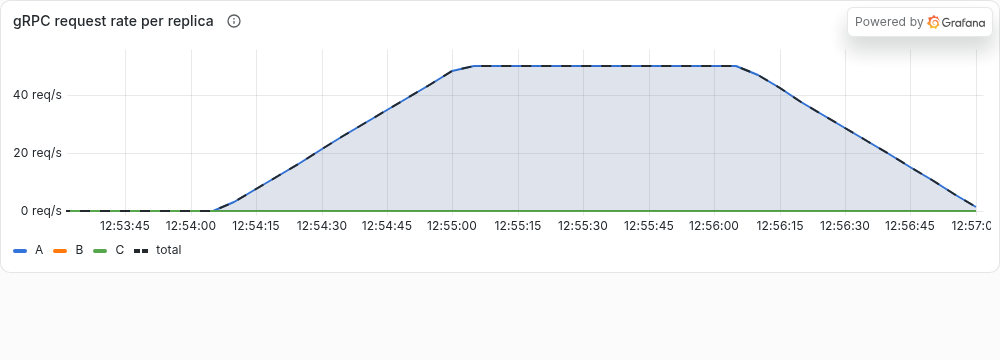 gRPC request rate per replica
Powered by Grafana
40 req/s
20 req/s
0 req/s
12:53:45 12:54:00 12:54:15 12:54:30 12:54:45 12:55:00 12:55:15 12:55:30 12:55:45 12:56:00 12:56:15 12:56:30 12:56:45 12:57:0
A B C total